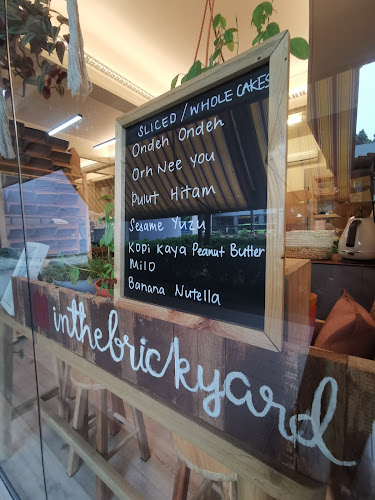 SLICED / WHOLE CAKES
Ondeh Ondeh
Orh Nee you
Pulut Hitam
Sesame Yuzu
Kopi Kaya Peanut Butter
Milo
Banana Nutella
inthebrickyard